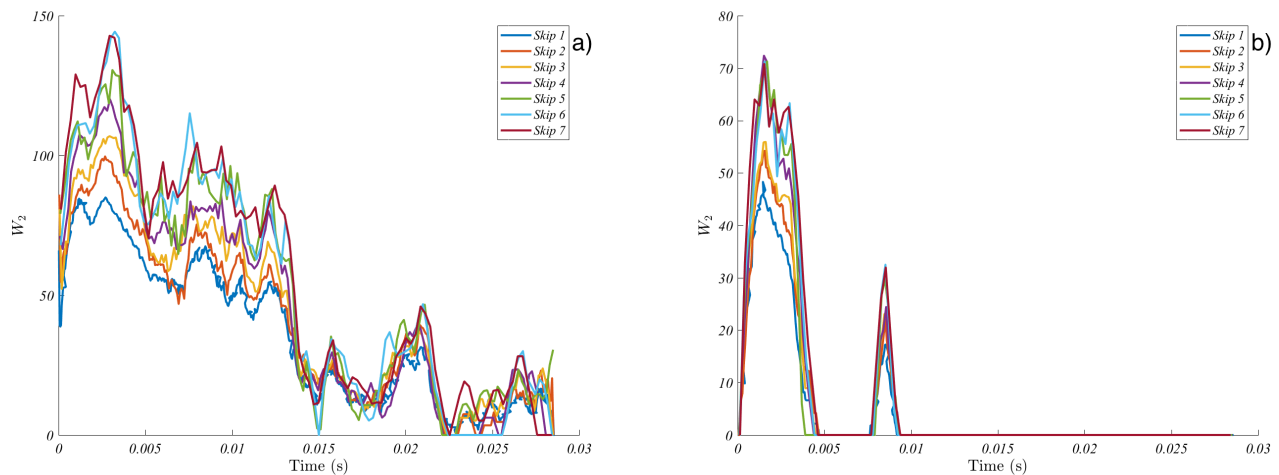 150
100
50
0
W2
0 0.005 0.01 0.015 0.02 0.025 0.03
Time (s)
Skip 1
Skip 2
Skip 3
Skip 4
Skip 5
Skip 6
Skip 7
a)
80
70
60
50
40
30
20
10
0
W2
0 0.005 0.01 0.015 0.02 0.025 0.03
Time (s)
Skip 1
Skip 2
Skip 3
Skip 4
Skip 5
Skip 6
Skip 7
b)